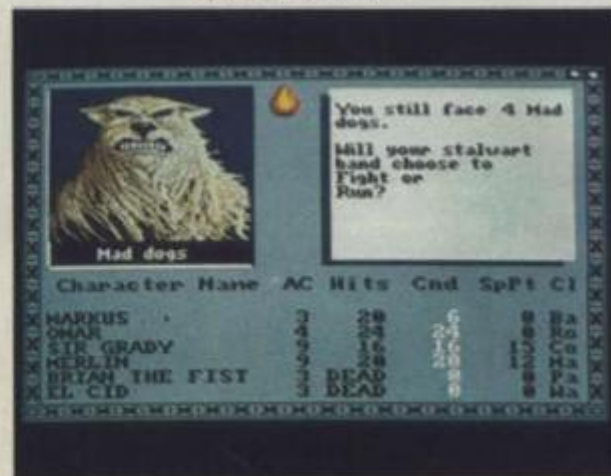 You still face 4 Mad
dogs.
Will your stalwart
hand choose to
Fight or
Run?
Mad dogs
Character Name AC Hits Cnd SpPt Cl
MARKUS 3 20 6 0 Ba
OMAR 4 24 24 0 Ro
SIR GRADY 9 16 16 12 Co
MERLIN 9 20 20 12 Ma
BRIAN THE FIST 2 DEAD 0 0 Pa
EL CID 3 DEAD 0 0 Wa